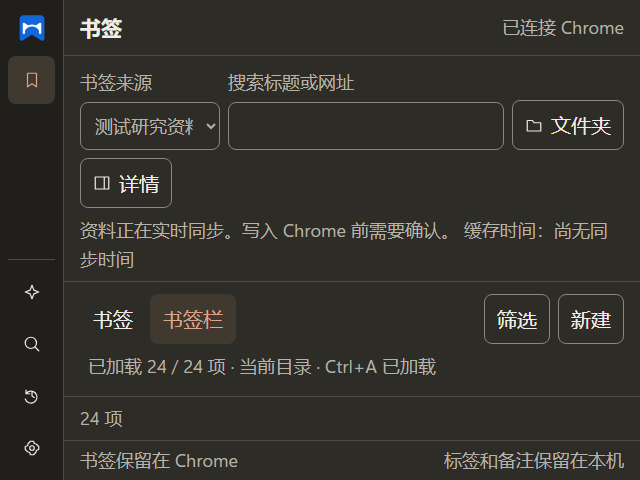 书签
已连接 Chrome
书签来源
搜索标题或网址
测试研究资料
文件夹
详情
资料正在实时同步。写入 Chrome 前需要确认。 缓存时间：尚无同
步时间
书签
书签栏
筛选
新建
已加载 24 / 24 项 · 当前目录 · Ctrl+A 已加载
24 项
书签保留在 Chrome
标签和备注保留在本机